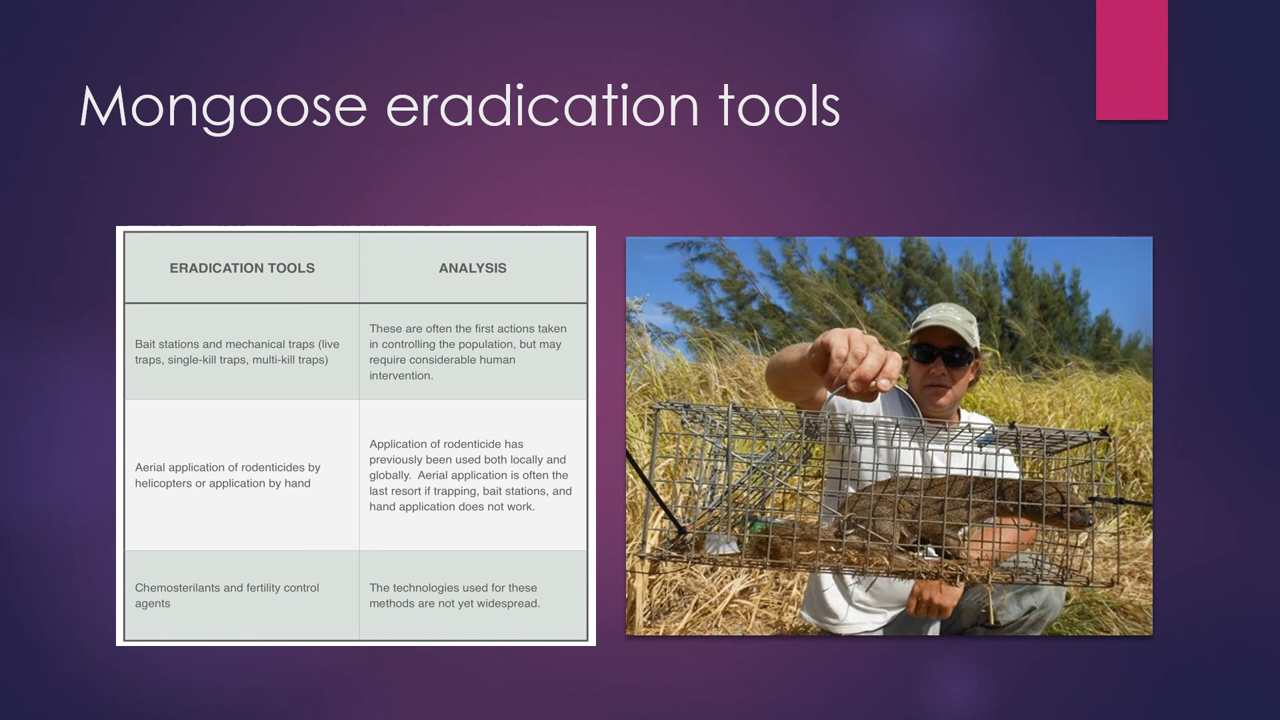 Mongoose eradication tools
ERADICATION TOOLS
ANALYSIS
Bait stations and mechanical traps (live
traps, single-kill traps, multi-kill traps)
These are often the first actions taken
in controlling the population, but may
require considerable human
intervention.
Aerial application of rodenticides by
helicopters or application by hand
Application of rodenticide has
previously been used both locally and
globally.  Aerial application is often the
last resort if trapping, bait stations, and
hand application does not work.
Chemosterilants and fertility control
agents
The technologies used for these
methods are not yet widespread.